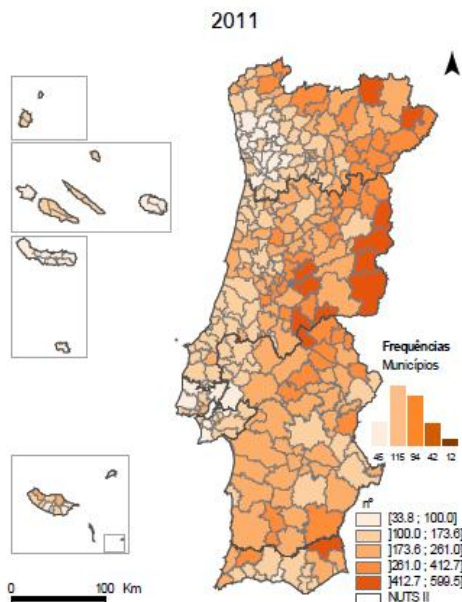 2011
Frequências
Municípios
45 115 94 42 12
nº
[33.8 ; 100.0]
]100.0 ; 173.6]
]173.6 ; 261.0]
]261.0 ; 412.7]
]412.7 ; 599.5]
NUTS II
0 100 Km